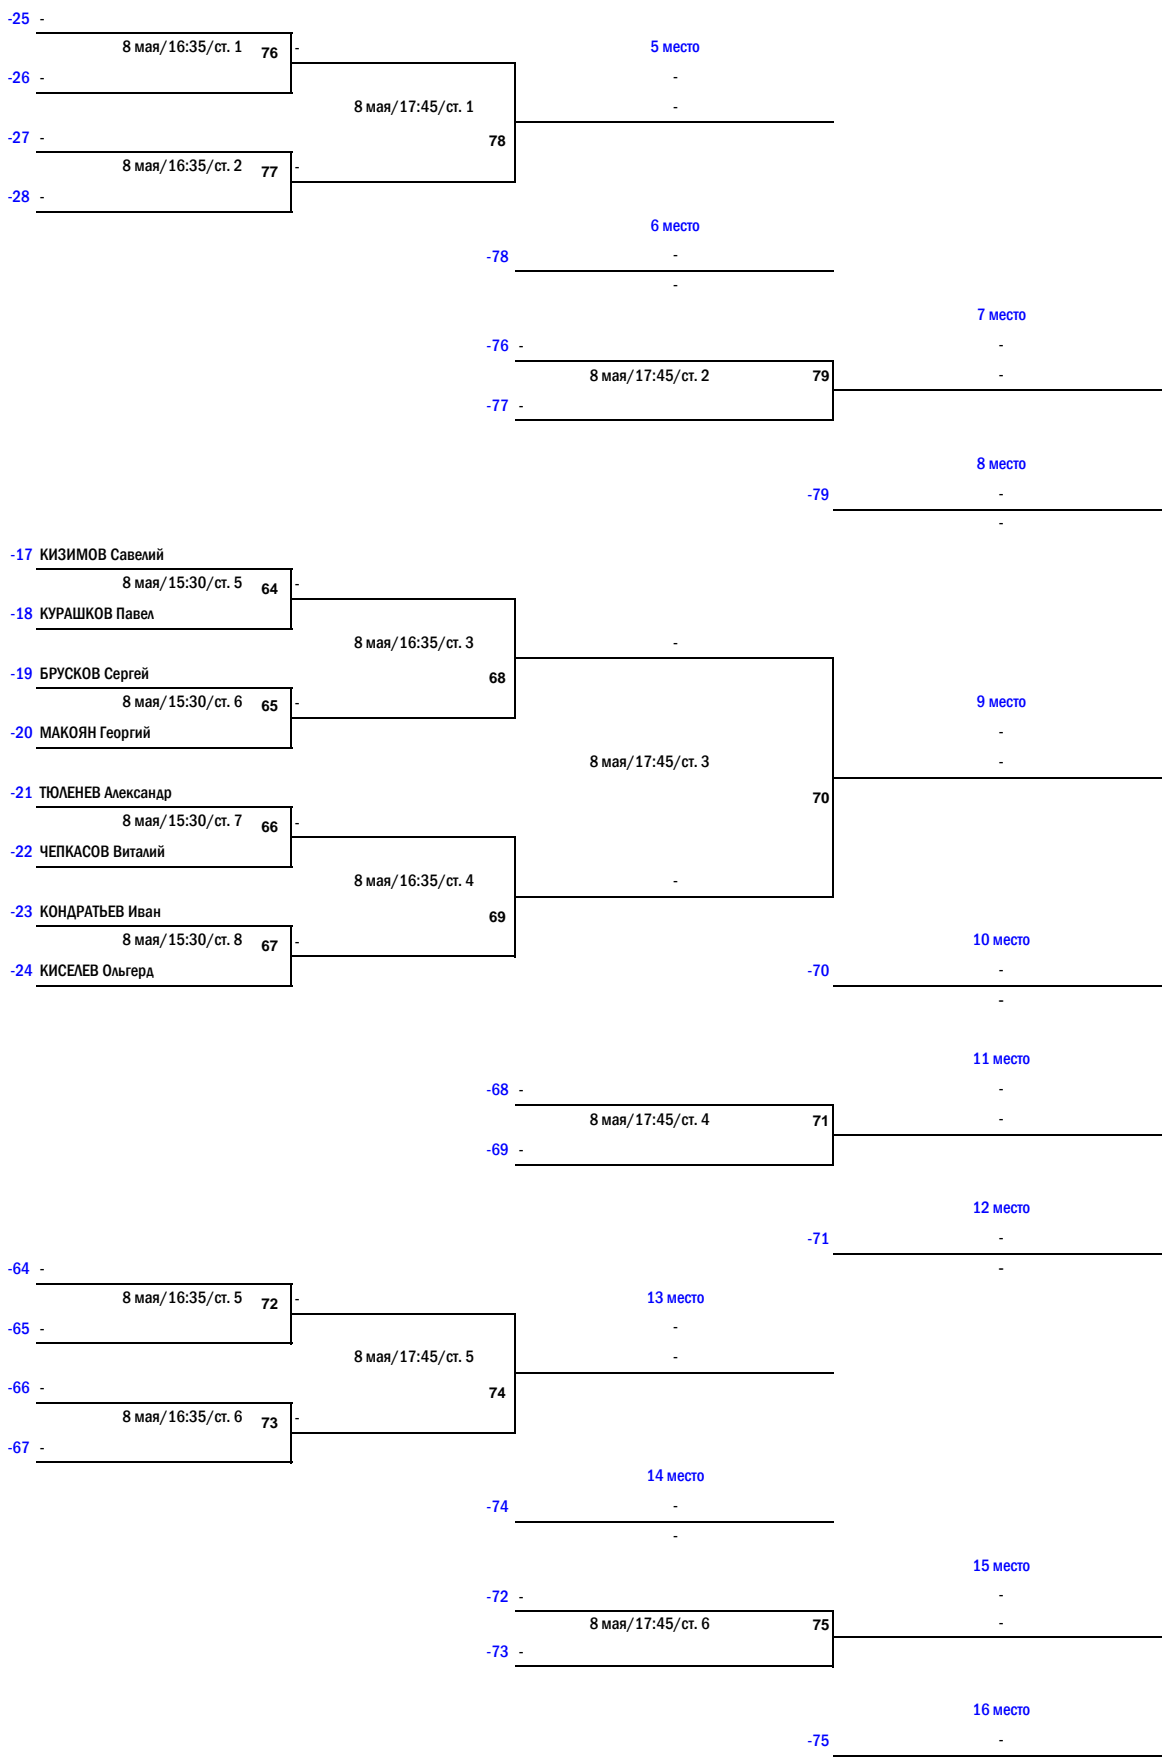 -25 -
8 мая/16:35/ст. 1 76 - 5 место
-26 - -
8 мая/17:45/ст. 1 -
-27 - 78
8 мая/16:35/ст. 2 77 -
-28 -
6 место
-78 -
-
7 место
-76 - -
8 мая/17:45/ст. 2 79 -
-77 -
8 место
-79 -
-
-17 КИЗИМОВ Савелий
8 мая/15:30/ст. 5 64 -
-18 КУРАШКОВ Павел
8 мая/16:35/ст. 3 -
-19 БРУСКОВ Сергей 68
8 мая/15:30/ст. 6 65 - 9 место
-20 МАКОЯН Георгий -
8 мая/17:45/ст. 3 -
-21 ТЮЛЕНЕВ Александр 70
8 мая/15:30/ст. 7 66 -
-22 ЧЕПКАСОВ Виталий
8 мая/16:35/ст. 4 -
-23 КОНДРАТЬЕВ Иван 69
8 мая/15:30/ст. 8 67 - 10 место
-24 КИСЕЛЕВ Ольгерд -70 -
-
11 место
-68 - -
8 мая/17:45/ст. 4 71 -
-69 -
12 место
-71 -
-64 - -
8 мая/16:35/ст. 5 72 - 13 место
-65 - -
8 мая/17:45/ст. 5 -
-66 - 74
8 мая/16:35/ст. 6 73 -
-67 -
14 место
-74 -
-
15 место
-72 - -
8 мая/17:45/ст. 6 75 -
-73 -
16 место
-75 -